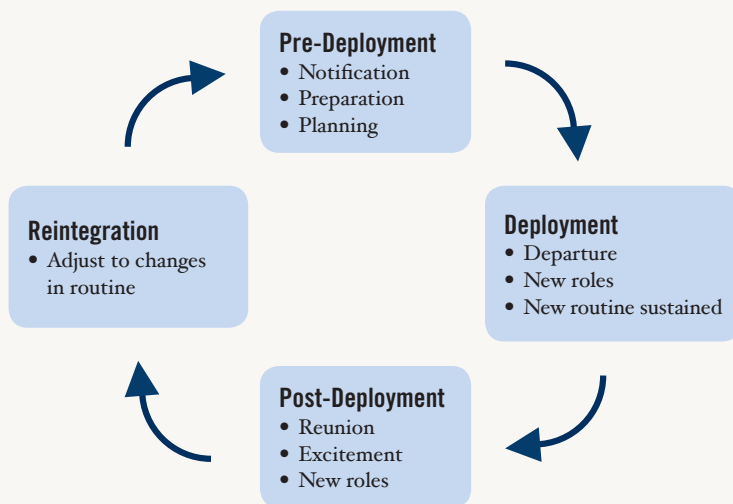 Pre-Deployment
• Notification
• Preparation
• Planning
Deployment
• Departure
• New roles
• New routine sustained
Post-Deployment
• Reunion
• Excitement
• New roles
Reintegration
• Adjust to changes
in routine